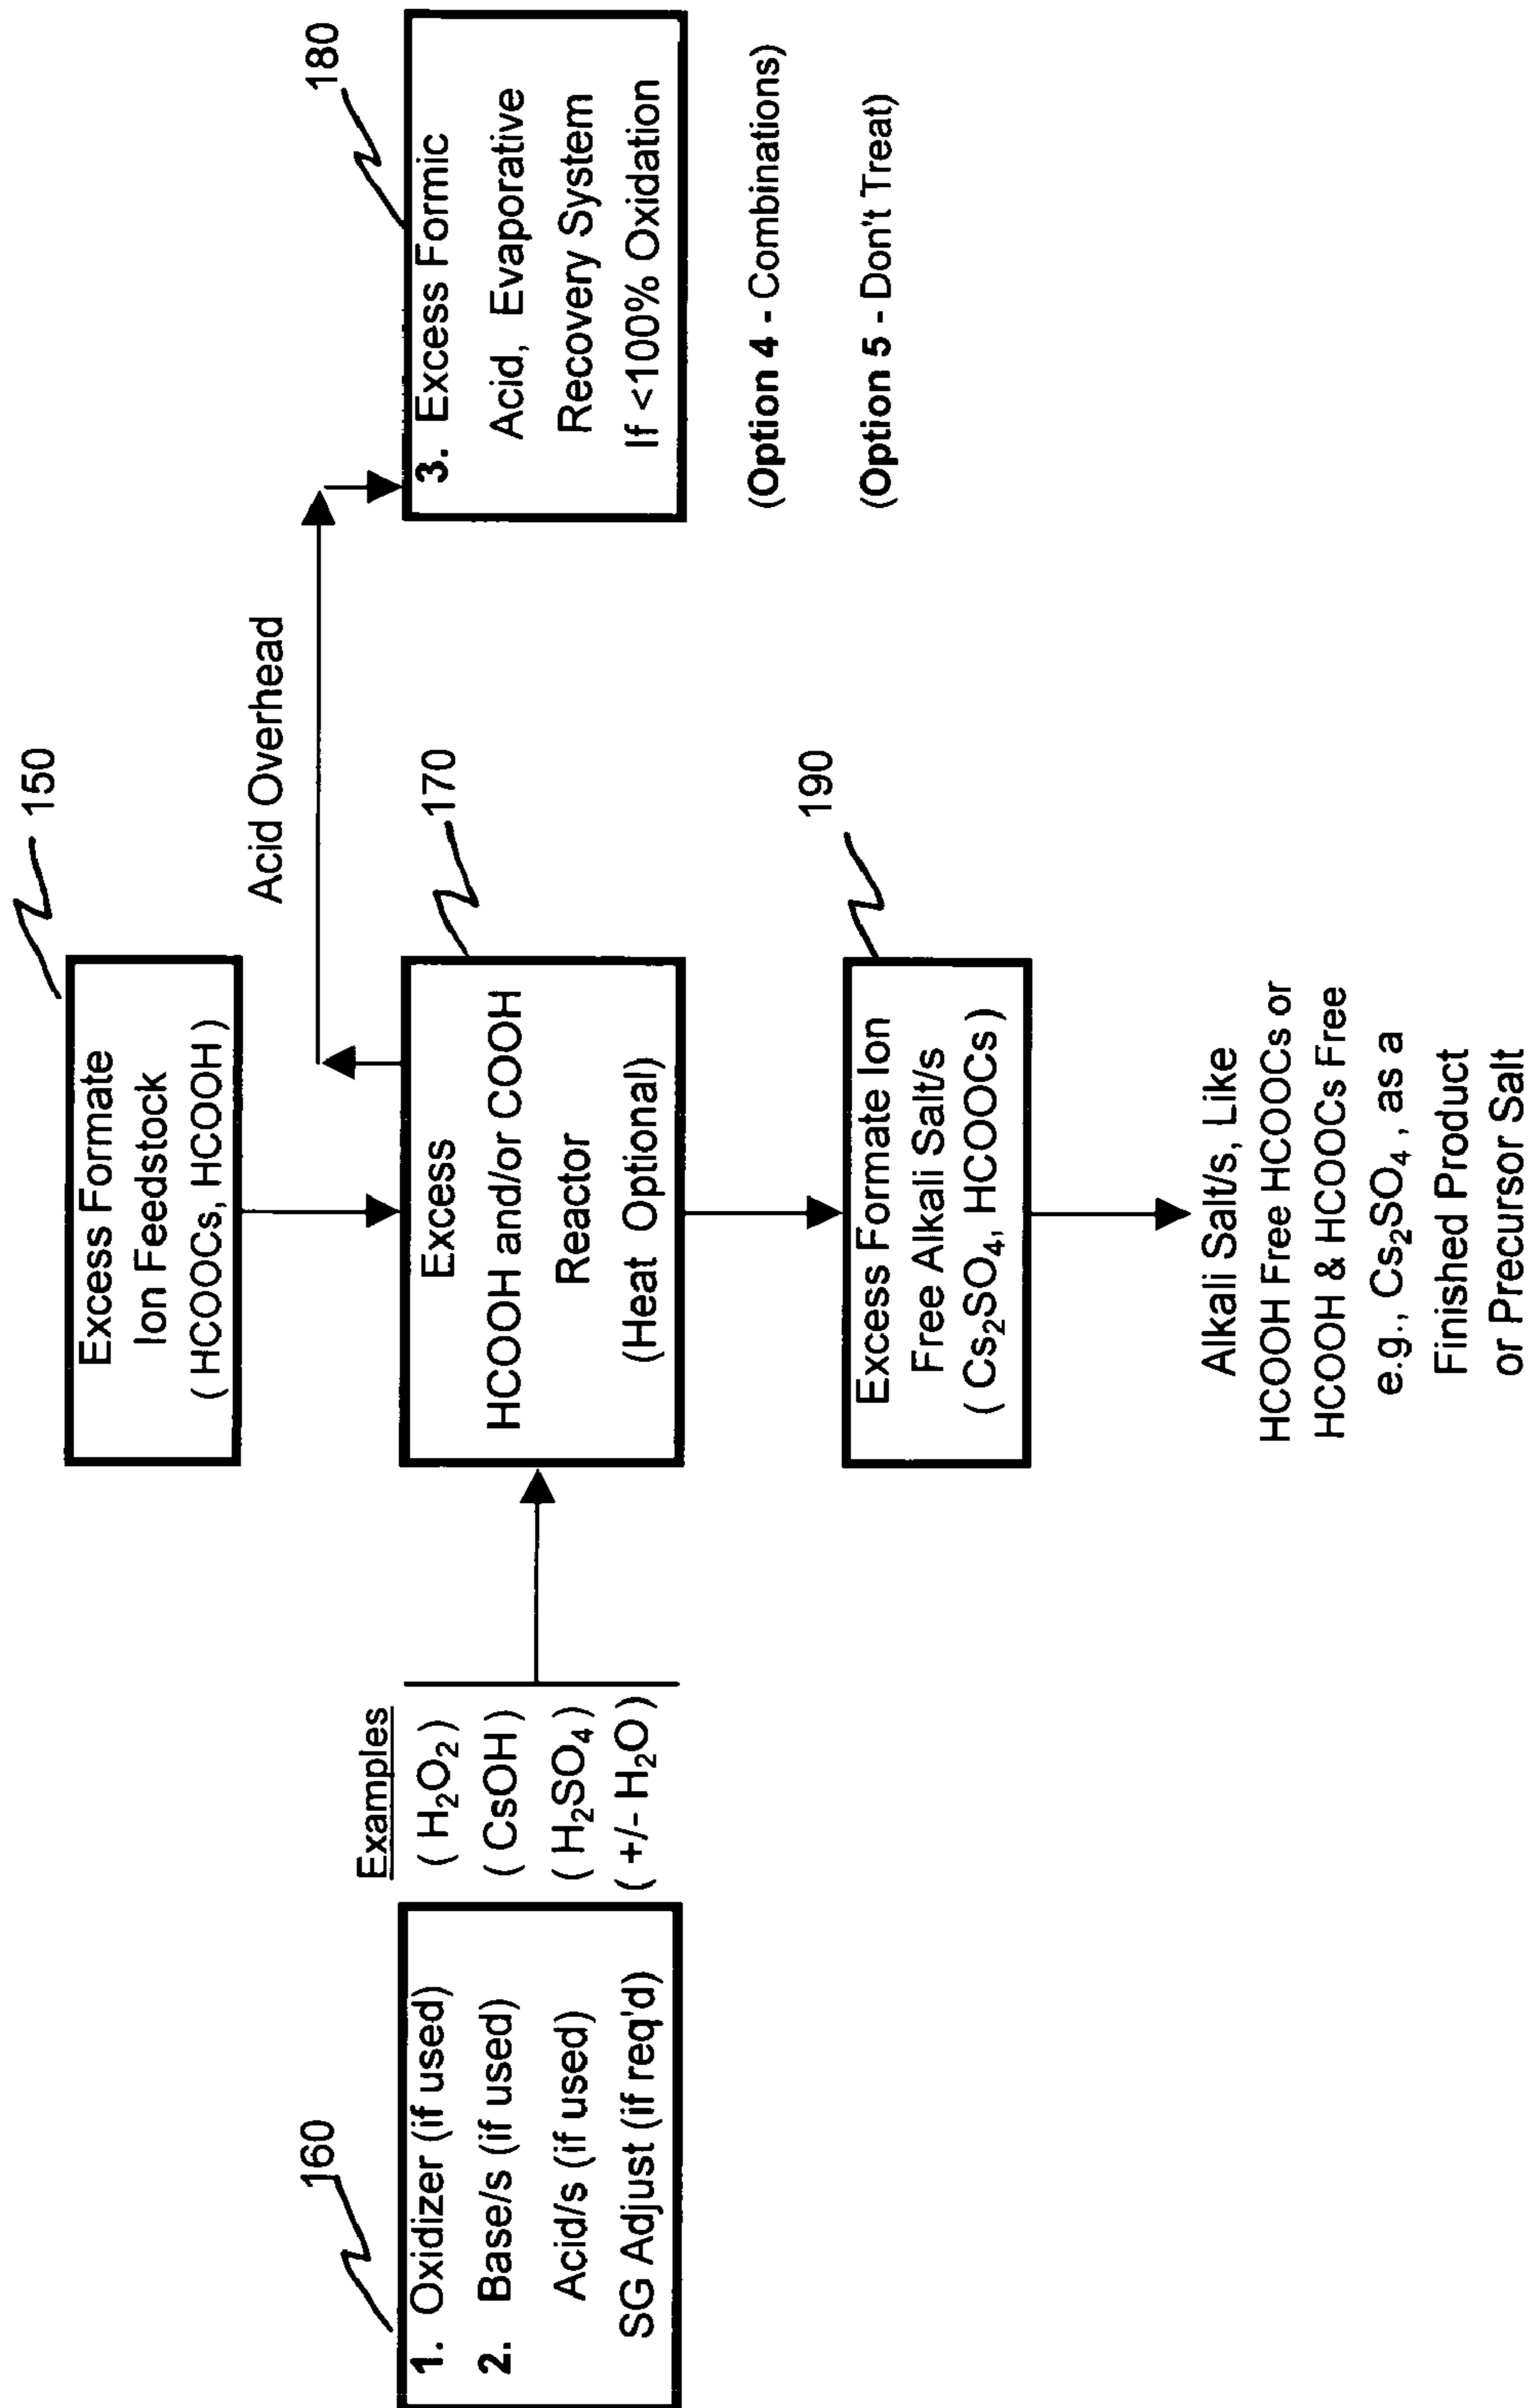 150
Excess Formate
Ion Feedstock
( HCOOCs, HCOOH )
Acid Overhead
160
1. Oxidizer (if used)
2. Base/s (if used)
Acid/s (if used)
SG Adjust (if req'd)
Examples
( H₂O₂ )
( CsOH )
( H₂SO₄ )
( +/- H₂O )
170
Excess
HCOOH and/or COOH
Reactor
(Heat Optional)
180
3. Excess Formic
Acid, Evaporative
Recovery System
If <100% Oxidation
(Option 4 - Combinations)
(Option 5 - Don't Treat)
190
Excess Formate Ion
Free Alkali Salt/s
( Cs₂SO₄, HCOOCs )
Alkali Salt/s, Like
HCOOH Free HCOOCs or
HCOOH & HCOOCs Free
e.g., Cs₂SO₄ , as a
Finished Product
or Precursor Salt